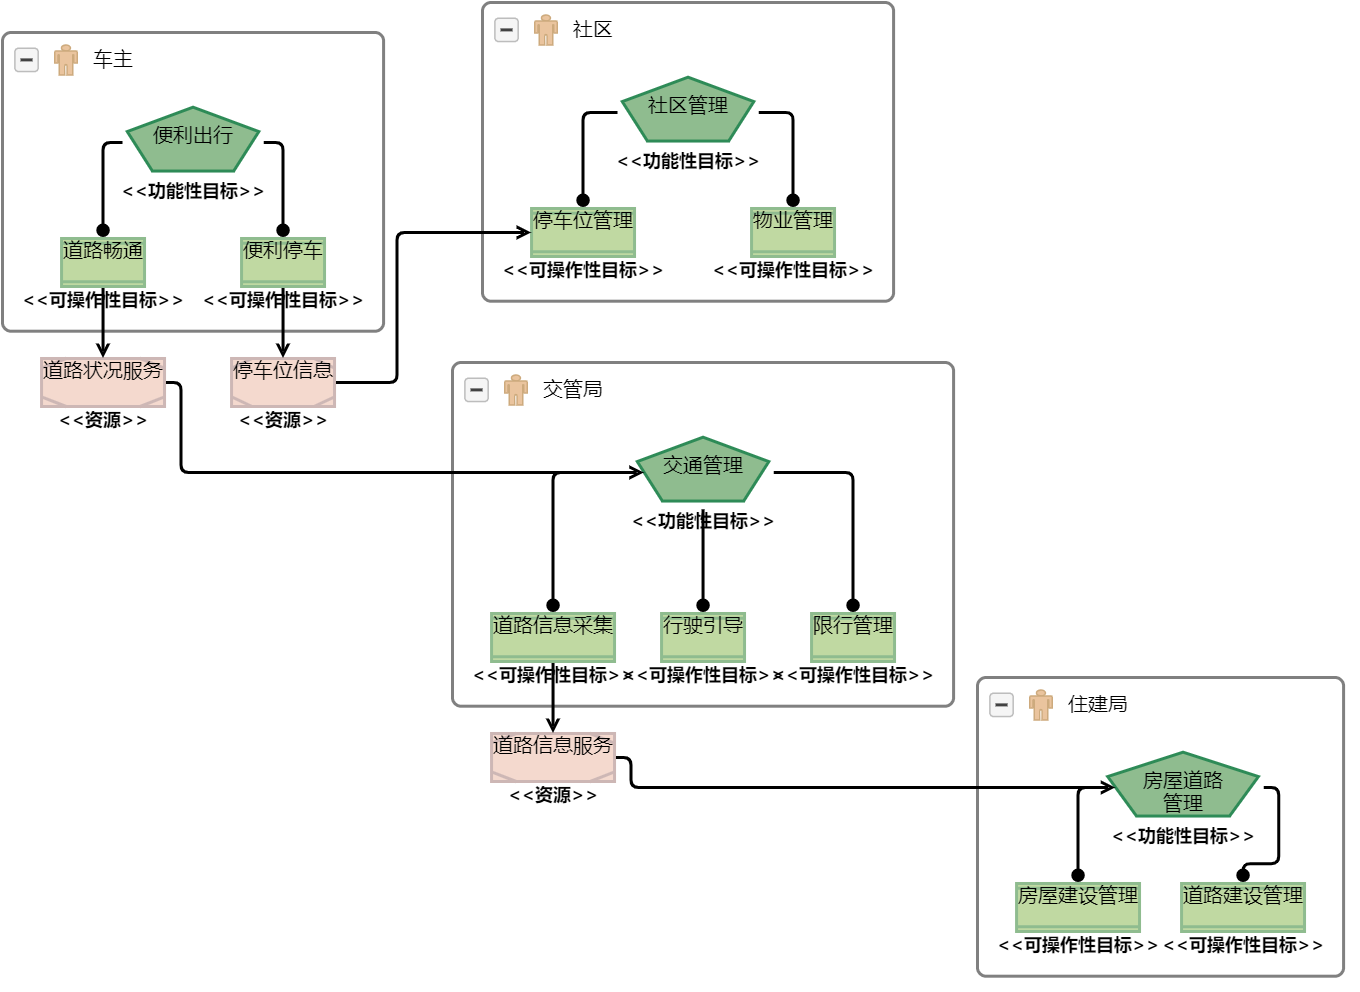 车主
便利出行
<<功能性目标>>
道路畅通
便利停车
<<可操作性目标>>
<<可操作性目标>>
道路状况服务
停车位信息
<<资源>>
<<资源>>
社区
社区管理
<<功能性目标>>
停车位管理
物业管理
<<可操作性目标>>
<<可操作性目标>>
交管局
交通管理
<<功能性目标>>
道路信息采集
行驶引导
限行管理
<<可操作性目标>>
<<可操作性目标>>
<<可操作性目标>>
道路信息服务
<<资源>>
住建局
房屋道路
管理
<<功能性目标>>
房屋建设管理
道路建设管理
<<可操作性目标>>
<<可操作性目标>>